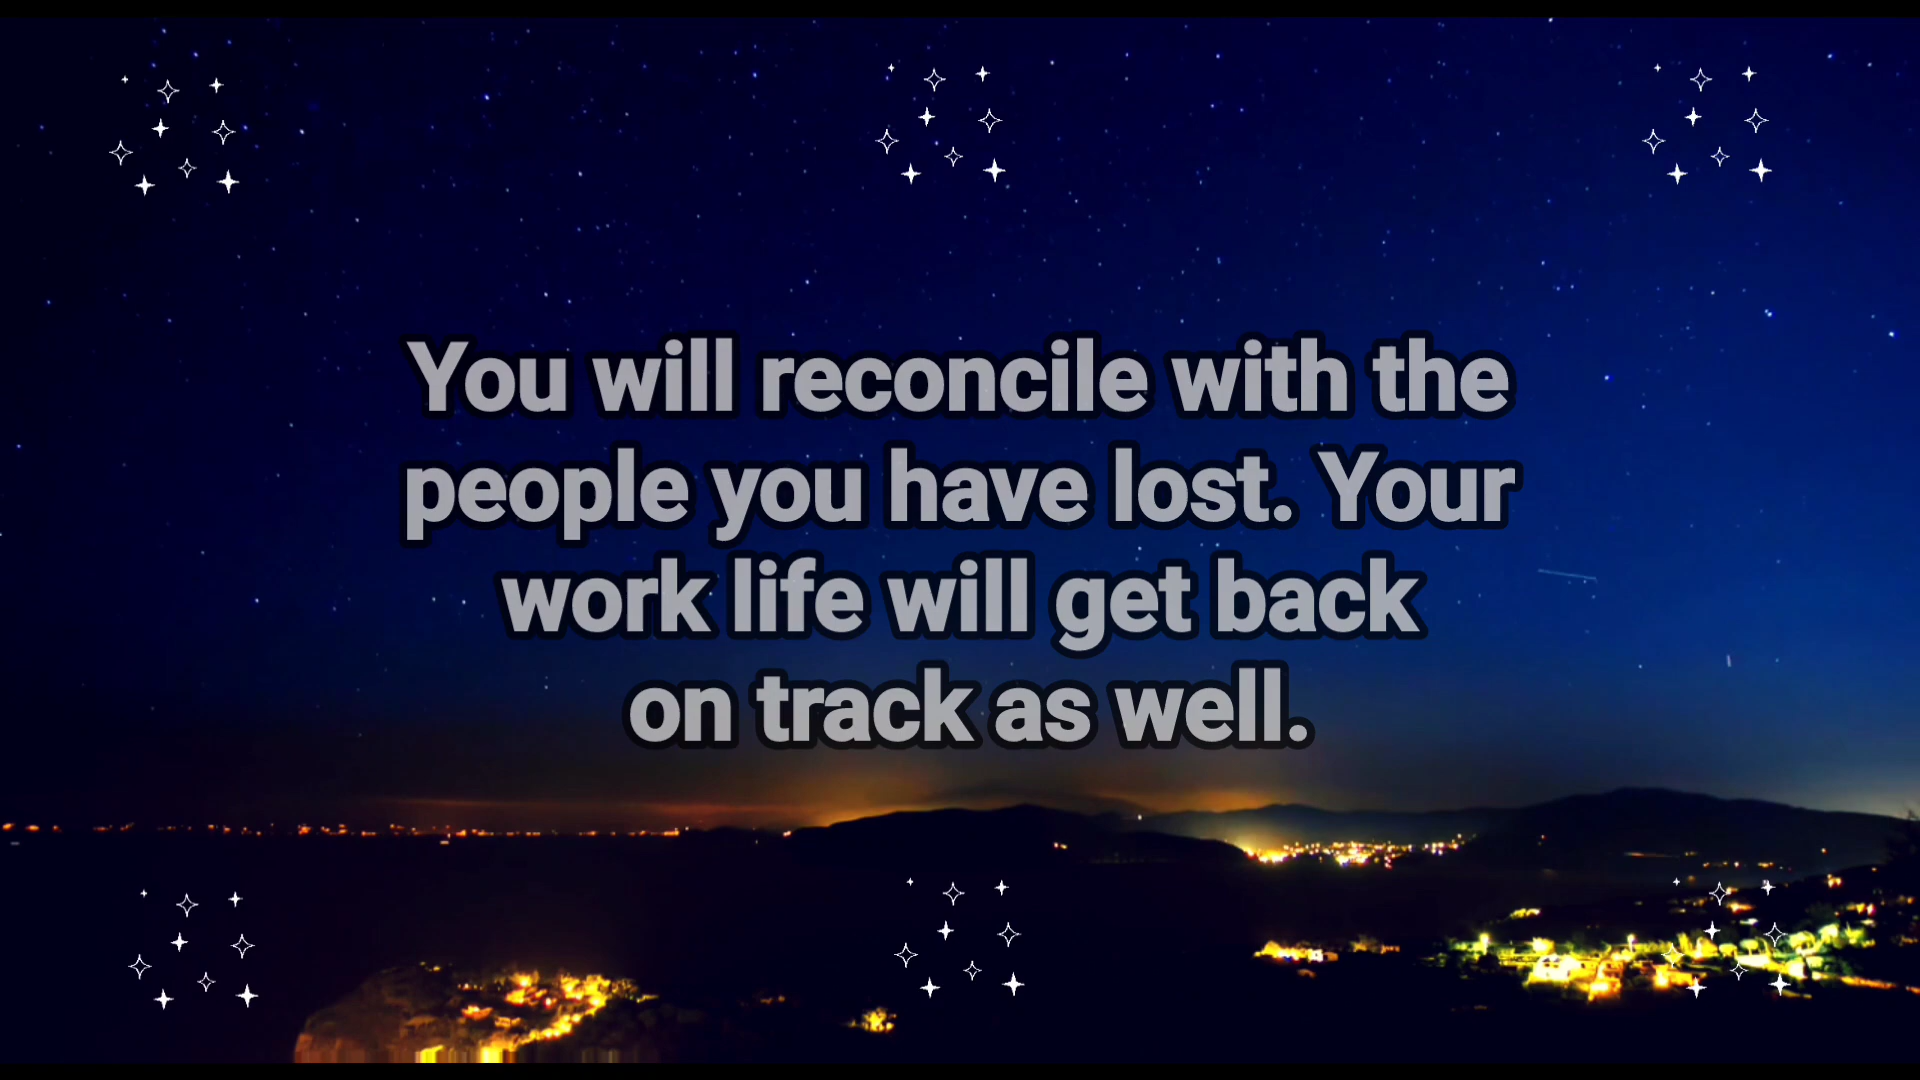 You will reconcile with the
people you have lost. Your
work life will get back
on track as well.